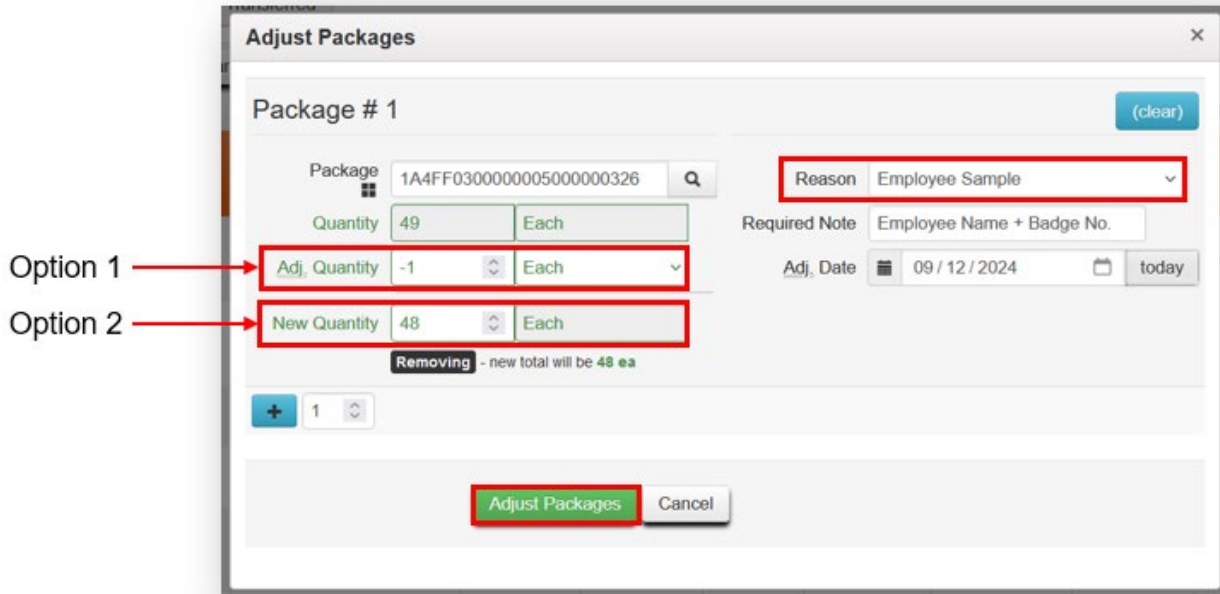 Transferred
Adjust Packages ×
Package # 1 (clear)
Package 1A4FF0300000005000000326
Reason Employee Sample
Quantity 49 Each
Required Note Employee Name + Badge No.
Option 1 Adj. Quantity -1 Each
Adj. Date 09 / 12 / 2024 today
Option 2 New Quantity 48 Each
Removing - new total will be 48 ea
+ 1
Adjust Packages Cancel